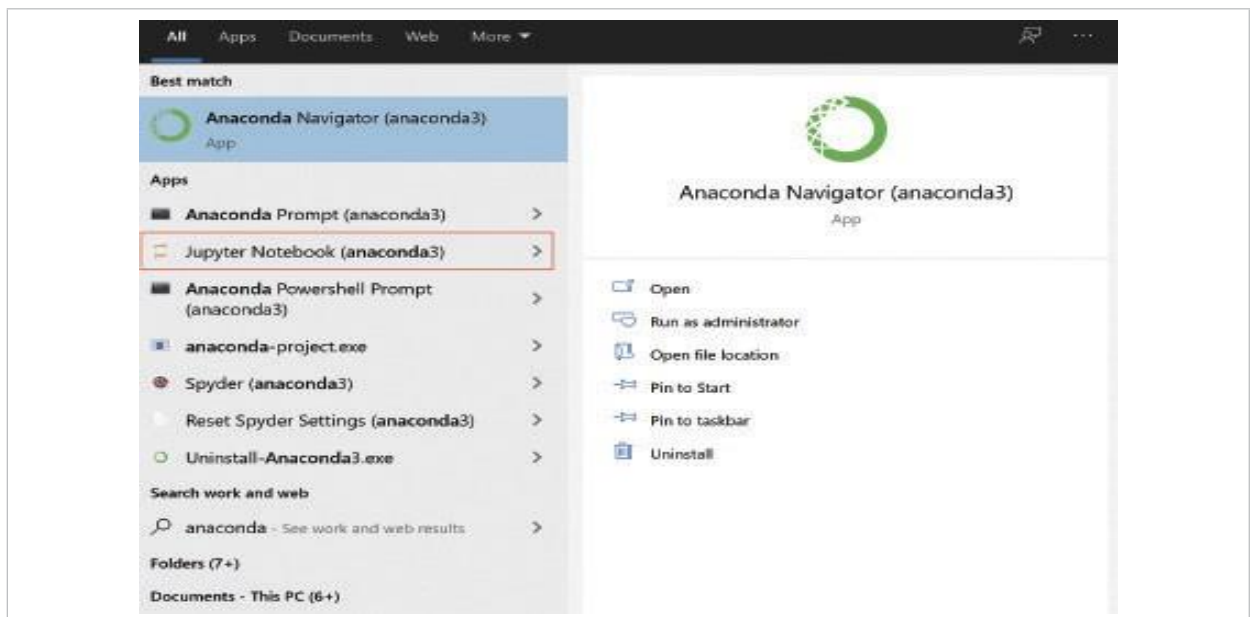 All Apps Documents Web More
Best match
Anaconda Navigator (anaconda3)
App
Apps
Anaconda Prompt (anaconda3)
Jupyter Notebook (anaconda3)
Anaconda Powershell Prompt
(anaconda3)
anaconda-project.exe
Spyder (anaconda3)
Reset Spyder Settings (anaconda3)
Uninstall-Anaconda3.exe
Search work and web
anaconda - See work and web results
Folders (7+)
Documents - This PC (6+)
Anaconda Navigator (anaconda3)
App
Open
Run as administrator
Open file location
Pin to Start
Pin to taskbar
Uninstall